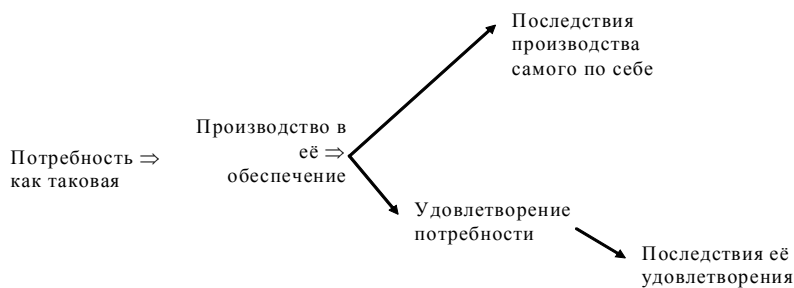 Последствия
производства
самого по себе
Производство в
её ⇒
обеспечение
Потребность ⇒
как таковая
Удовлетворение
потребности
Последствия её
удовлетворения